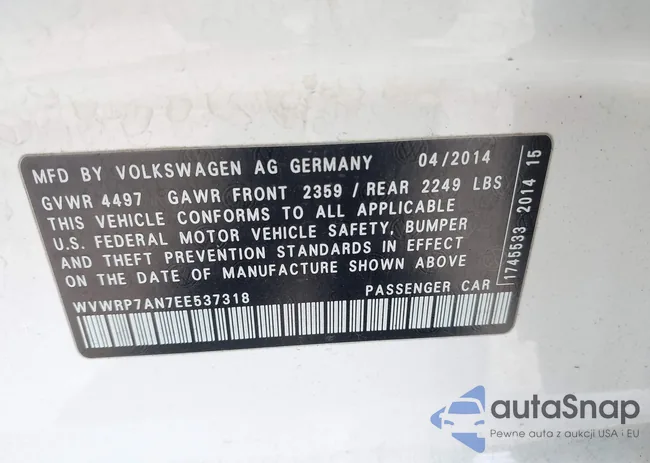 MFD BY VOLKSWAGEN AG GERMANY 04/2014
GVWR 4497 GAWR FRONT 2359 / REAR 2249 LBS
THIS VEHICLE CONFORMS TO ALL APPLICABLE
U.S. FEDERAL MOTOR VEHICLE SAFETY, BUMPER
AND THEFT PREVENTION STANDARDS IN EFFECT
ON THE DATE OF MANUFACTURE SHOWN ABOVE
WVWRP7AN7EE537318 PASSENGER CAR
1745533 2014 15
autaSnap
Pewne auta z aukcji USA i EU